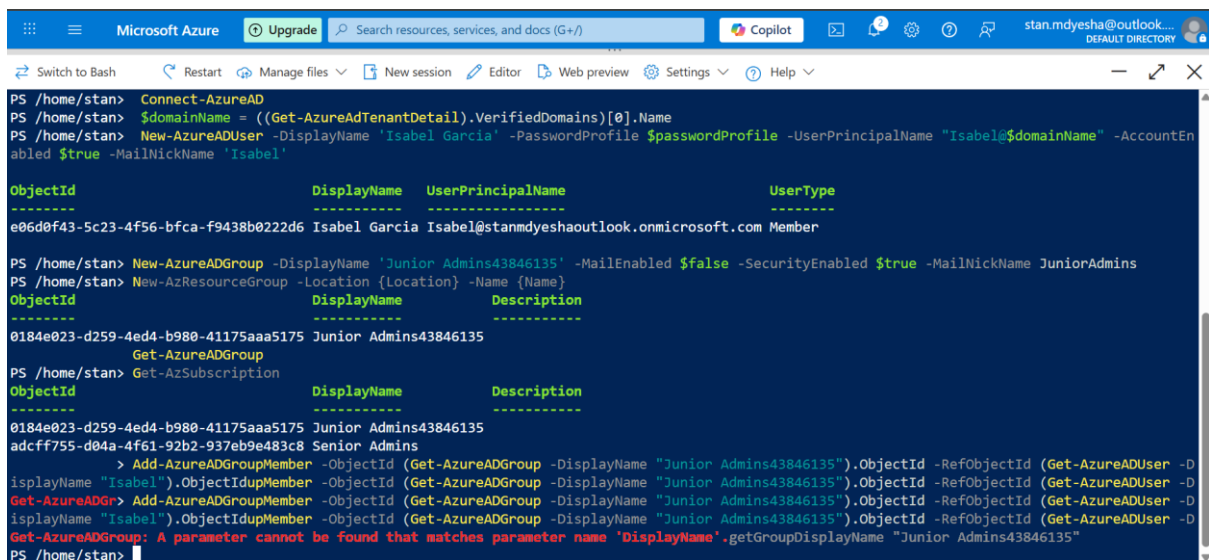 Microsoft Azure
Upgrade
Search resources, services, and docs (G+/)
Copilot
2
stan.mdyesha@outlook....
DEFAULT DIRECTORY
Switch to Bash
Restart
Manage files
New session
Editor
Web preview
Settings
Help
PS /home/stan>  Connect-AzureAD
PS /home/stan>  $domainName = ((Get-AzureAdTenantDetail).VerifiedDomains)[0].Name
PS /home/stan>  New-AzureADUser -DisplayName 'Isabel Garcia' -PasswordProfile $passwordProfile -UserPrincipalName "Isabel@$domainName" -AccountEn
abled $true -MailNickName 'Isabel'
ObjectId DisplayName UserPrincipalName UserType
-------- ----------- ----------------- --------
e06d0f43-5c23-4f56-bfca-f9438b0222d6 Isabel Garcia Isabel@stanmdyeshaoutlook.onmicrosoft.com Member
PS /home/stan> New-AzureADGroup -DisplayName 'Junior Admins43846135' -MailEnabled $false -SecurityEnabled $true -MailNickName JuniorAdmins
PS /home/stan> New-AzResourceGroup -Location {Location} -Name {Name}
ObjectId DisplayName Description
-------- ----------- -----------
0184e023-d259-4ed4-b980-41175aaa5175 Junior Admins43846135
Get-AzureADGroup
PS /home/stan> Get-AzSubscription
ObjectId DisplayName Description
-------- ----------- -----------
0184e023-d259-4ed4-b980-41175aaa5175 Junior Admins43846135
adcff755-d04a-4f61-92b2-937eb9e483c8 Senior Admins
> Add-AzureADGroupMember -ObjectId (Get-AzureADGroup -DisplayName "Junior Admins43846135").ObjectId -RefObjectId (Get-AzureADUser -D
isplayName "Isabel").ObjectIdupMember -ObjectId (Get-AzureADGroup -DisplayName "Junior Admins43846135").ObjectId -RefObjectId (Get-AzureADUser -D
Get-AzureADGr> Add-AzureADGroupMember -ObjectId (Get-AzureADGroup -DisplayName "Junior Admins43846135").ObjectId -RefObjectId (Get-AzureADUser -D
isplayName "Isabel").ObjectIdupMember -ObjectId (Get-AzureADGroup -DisplayName "Junior Admins43846135").ObjectId -RefObjectId (Get-AzureADUser -D
Get-AzureADGroup: A parameter cannot be found that matches parameter name 'DisplayName'.getGroupDisplayName "Junior Admins43846135"
PS /home/stan>